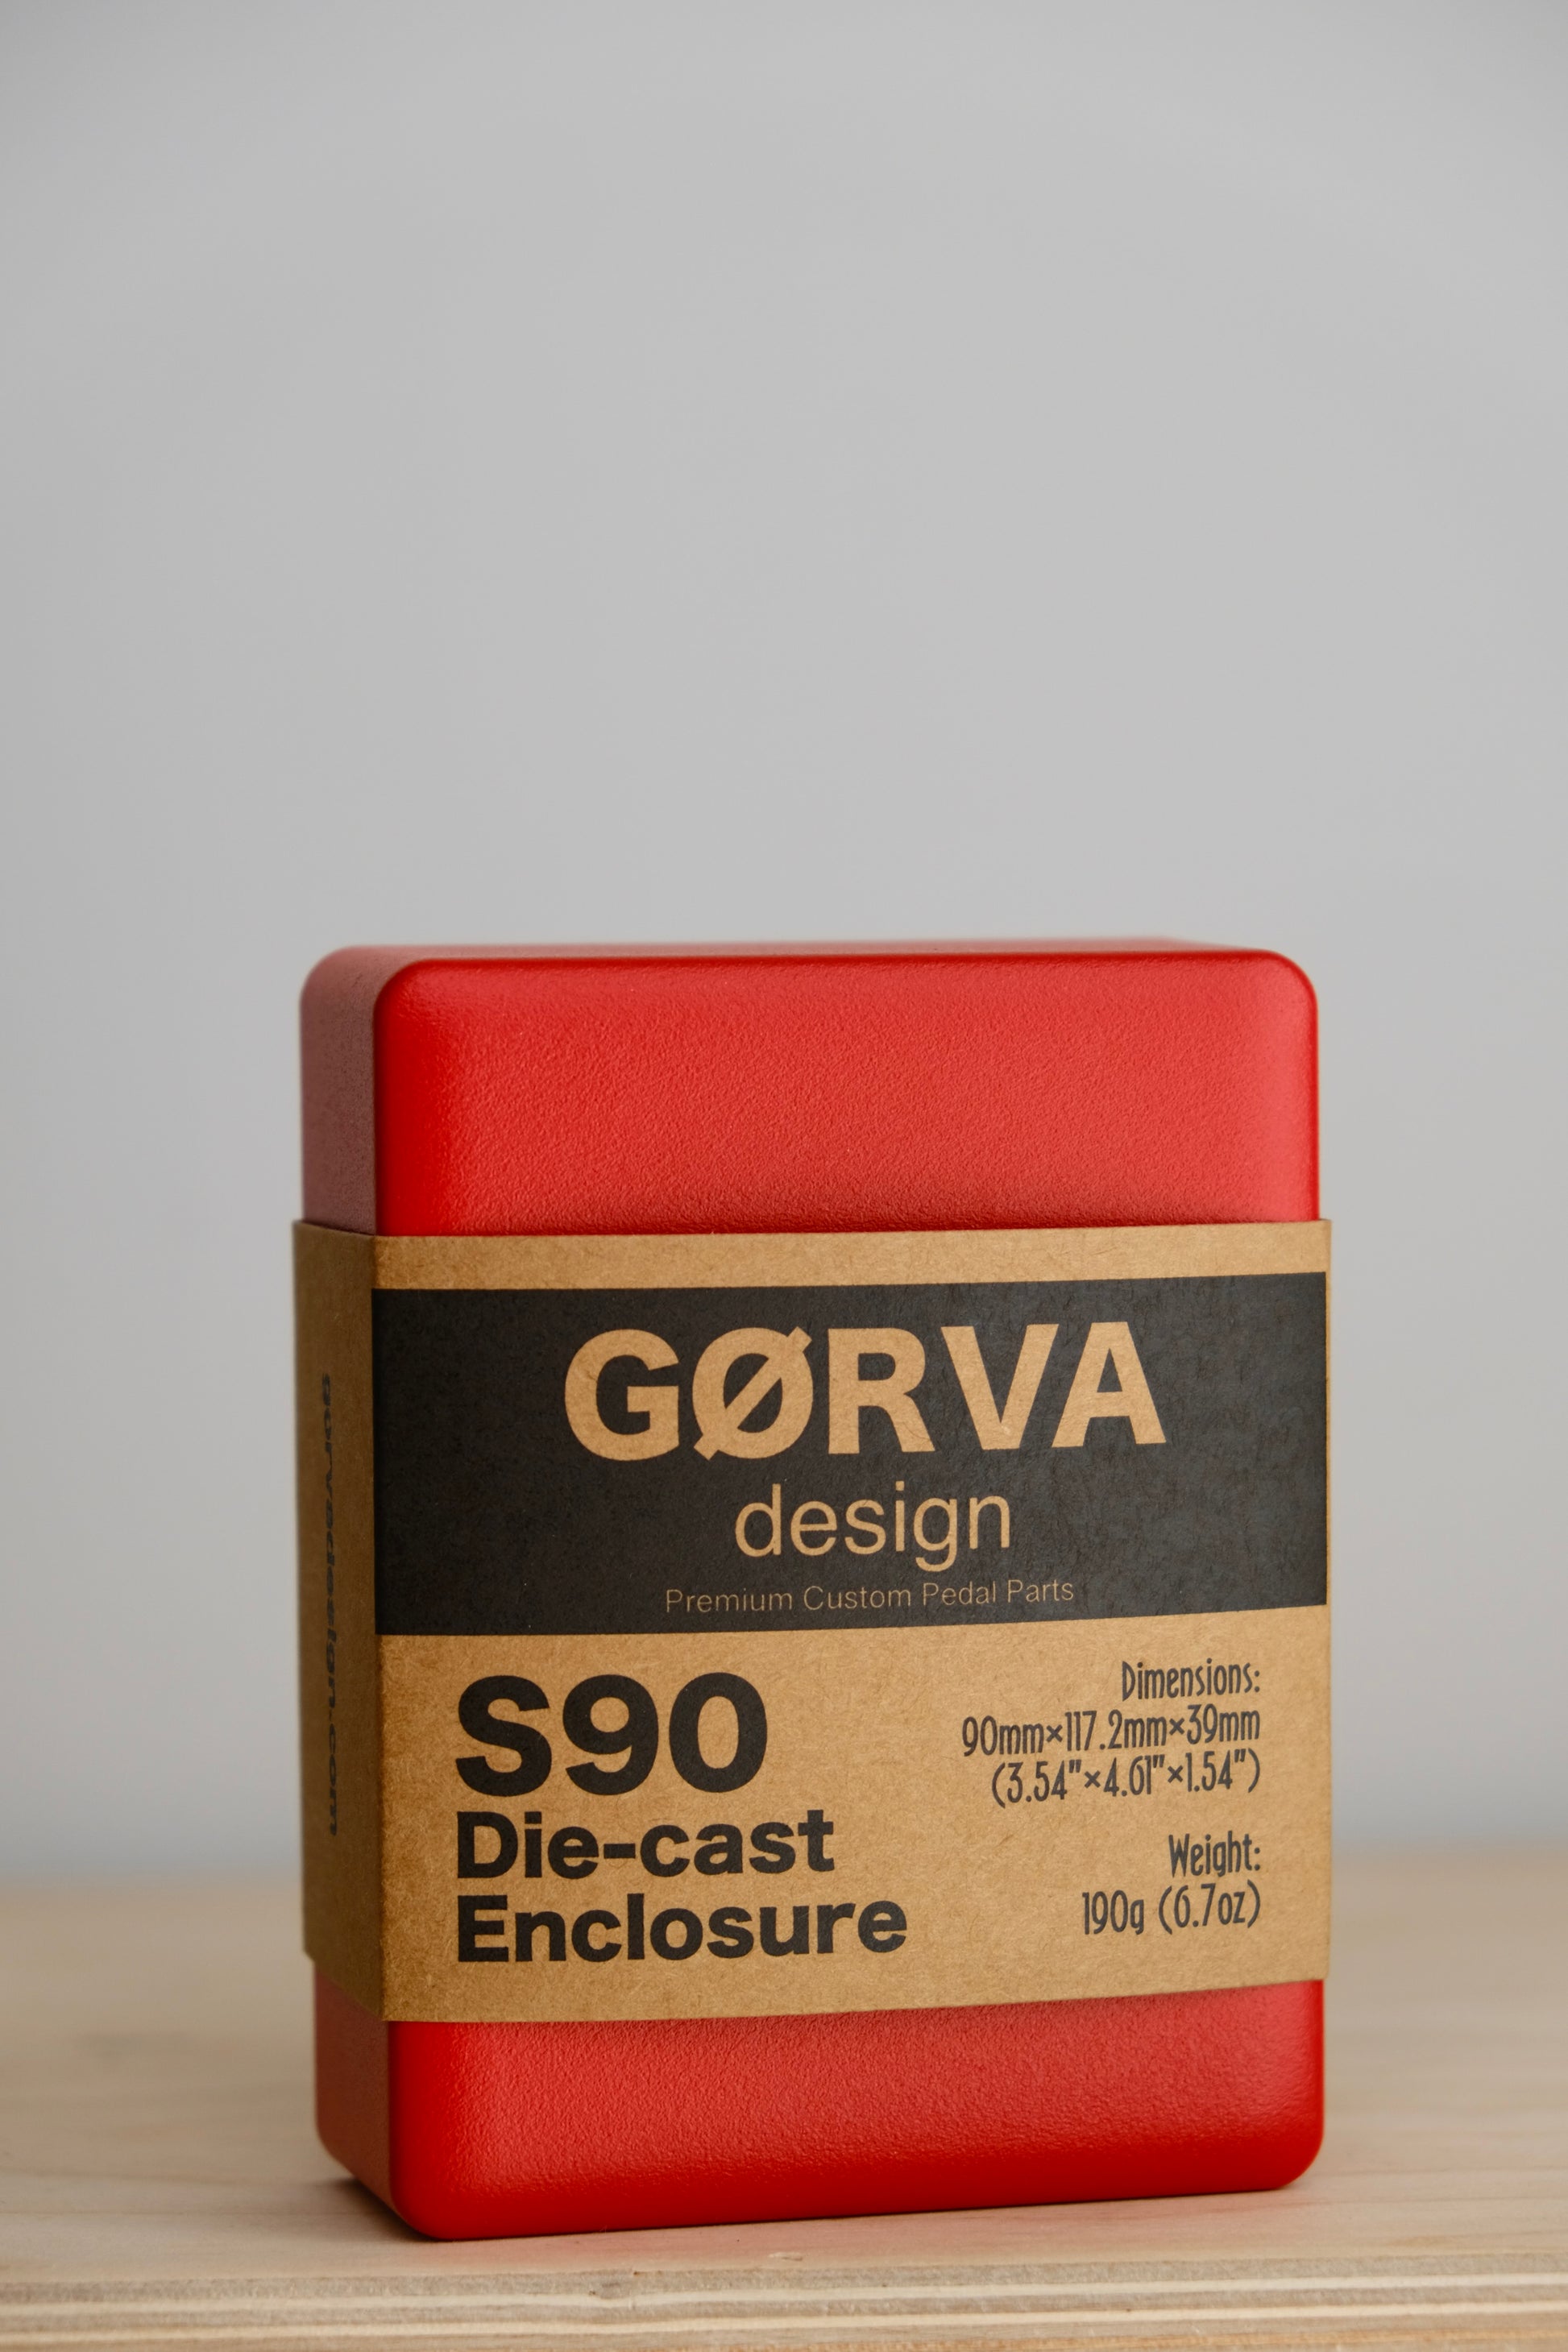 GØRVA
design
Premium Custom Pedal Parts
S90
Die-cast
Enclosure
Dimensions:
90mm×117.2mm×39mm
(3.54"×4.61"×1.54")
Weight:
190g (6.7oz)
gorvadesign.com